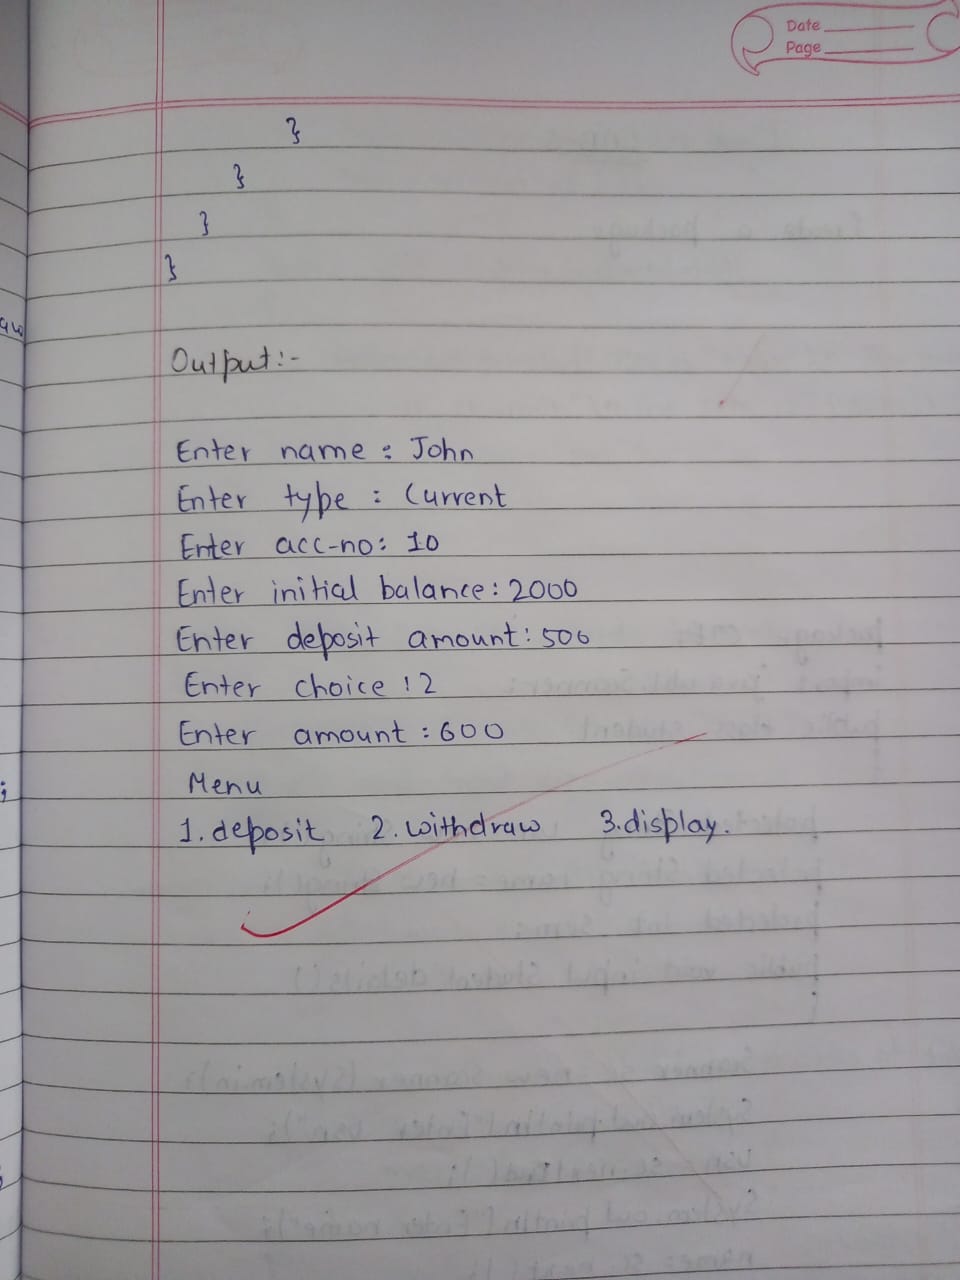 Date
Page
}
}
}
}
Output:-
Enter name : John
Enter type : Current
Enter acc-no: 10
Enter initial balance: 2000
Enter deposit amount: 500
Enter choice : 2
Enter amount : 600
Menu
1. deposit 2. withdraw 3. display.